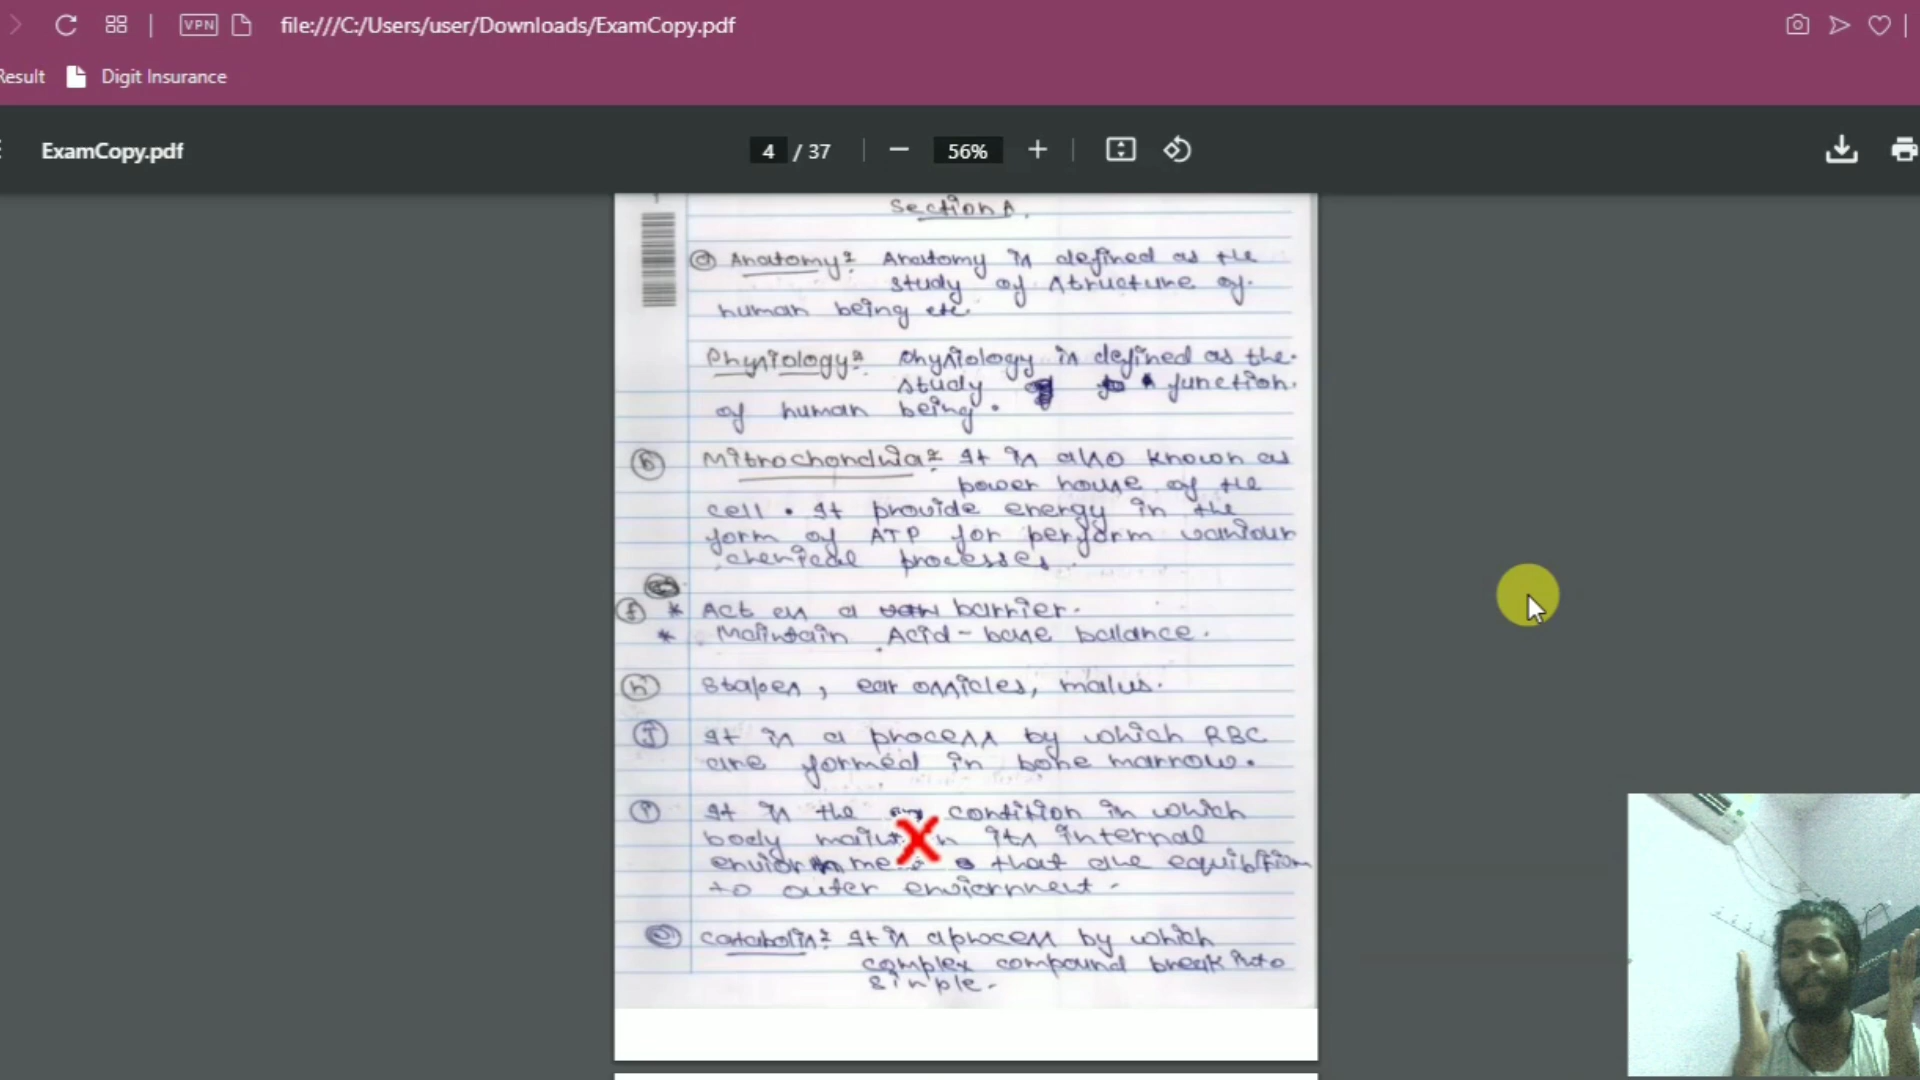 VPN file:///C:/Users/user/Downloads/ExamCopy.pdf
Result Digit Insurance
ExamCopy.pdf 4 / 37 56%
Section A.
a Anatomy: Anatomy is defined as the
study of structure of
human being etc.
Physiology: Physiology is defined as the
study function
of human being.
b Mitrochondria: It is also known as
power house of the
cell. It provide energy in the
form of ATP for perform variour
chemical processes.
f * Act as a barrier.
* Maintain Acid-base balance.
h Stapes, ear ossicles, malus.
J It is a process by which RBC
are formed in bone marrow.
i It is the condition in which
body its internal
that are
to outer enviornment.
e Catabolis: It is a process by which
complex compound break into
simple.